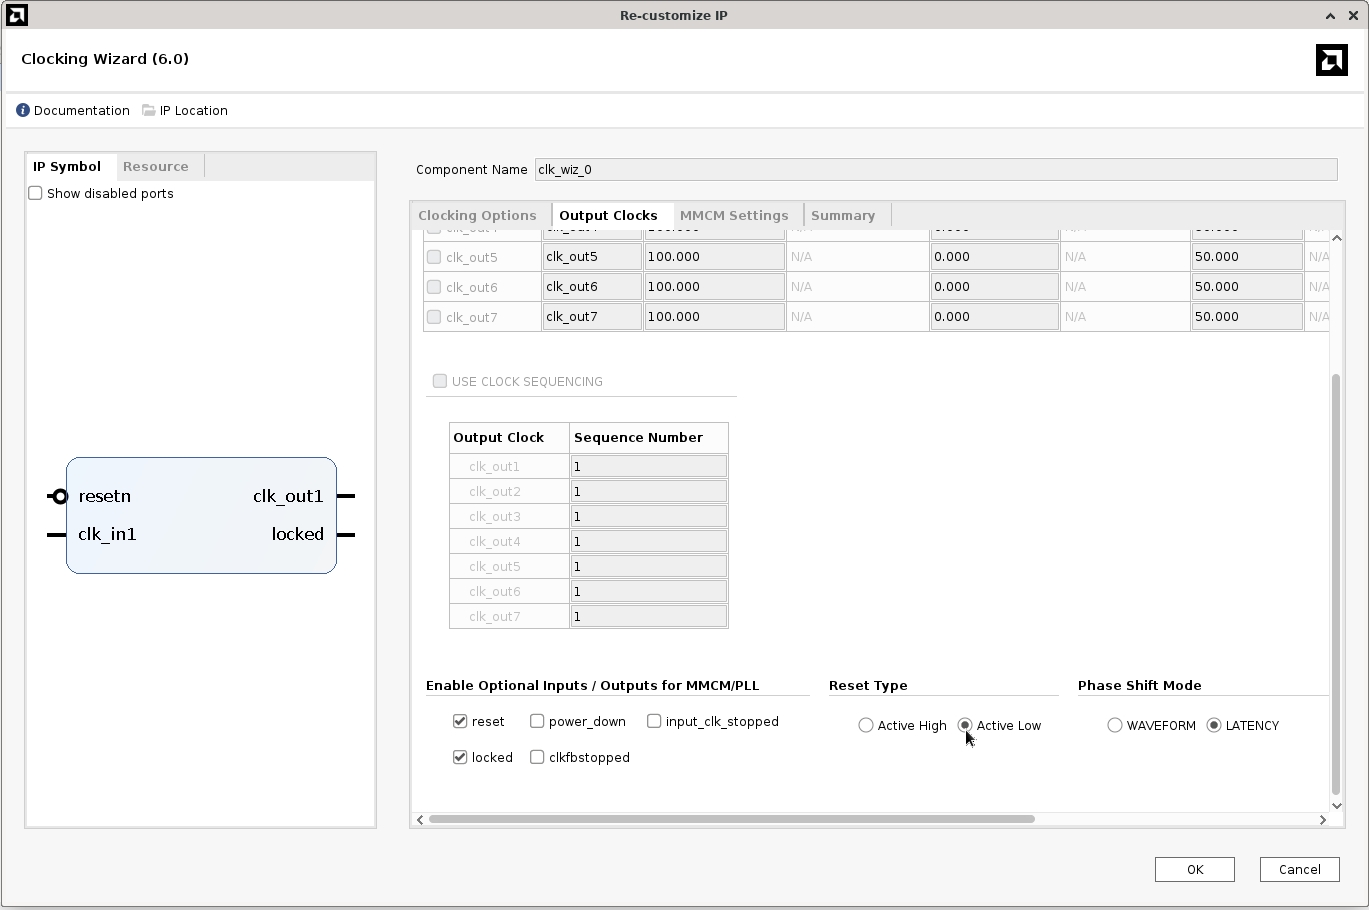 Re-customize IP
Clocking Wizard (6.0)
Documentation IP Location
IP Symbol Resource
Show disabled ports
resetn clk_out1
clk_in1 locked
Component Name clk_wiz_0
Clocking Options Output Clocks MMCM Settings Summary
clk_out5 clk_out5 100.000 N/A 0.000 N/A 50.000 N/A
clk_out6 clk_out6 100.000 N/A 0.000 N/A 50.000 N/A
clk_out7 clk_out7 100.000 N/A 0.000 N/A 50.000 N/A
USE CLOCK SEQUENCING
Output Clock Sequence Number
clk_out1 1
clk_out2 1
clk_out3 1
clk_out4 1
clk_out5 1
clk_out6 1
clk_out7 1
Enable Optional Inputs / Outputs for MMCM/PLL Reset Type Phase Shift Mode
reset power_down input_clk_stopped Active High Active Low WAVEFORM LATENCY
locked clkfbstopped
OK Cancel